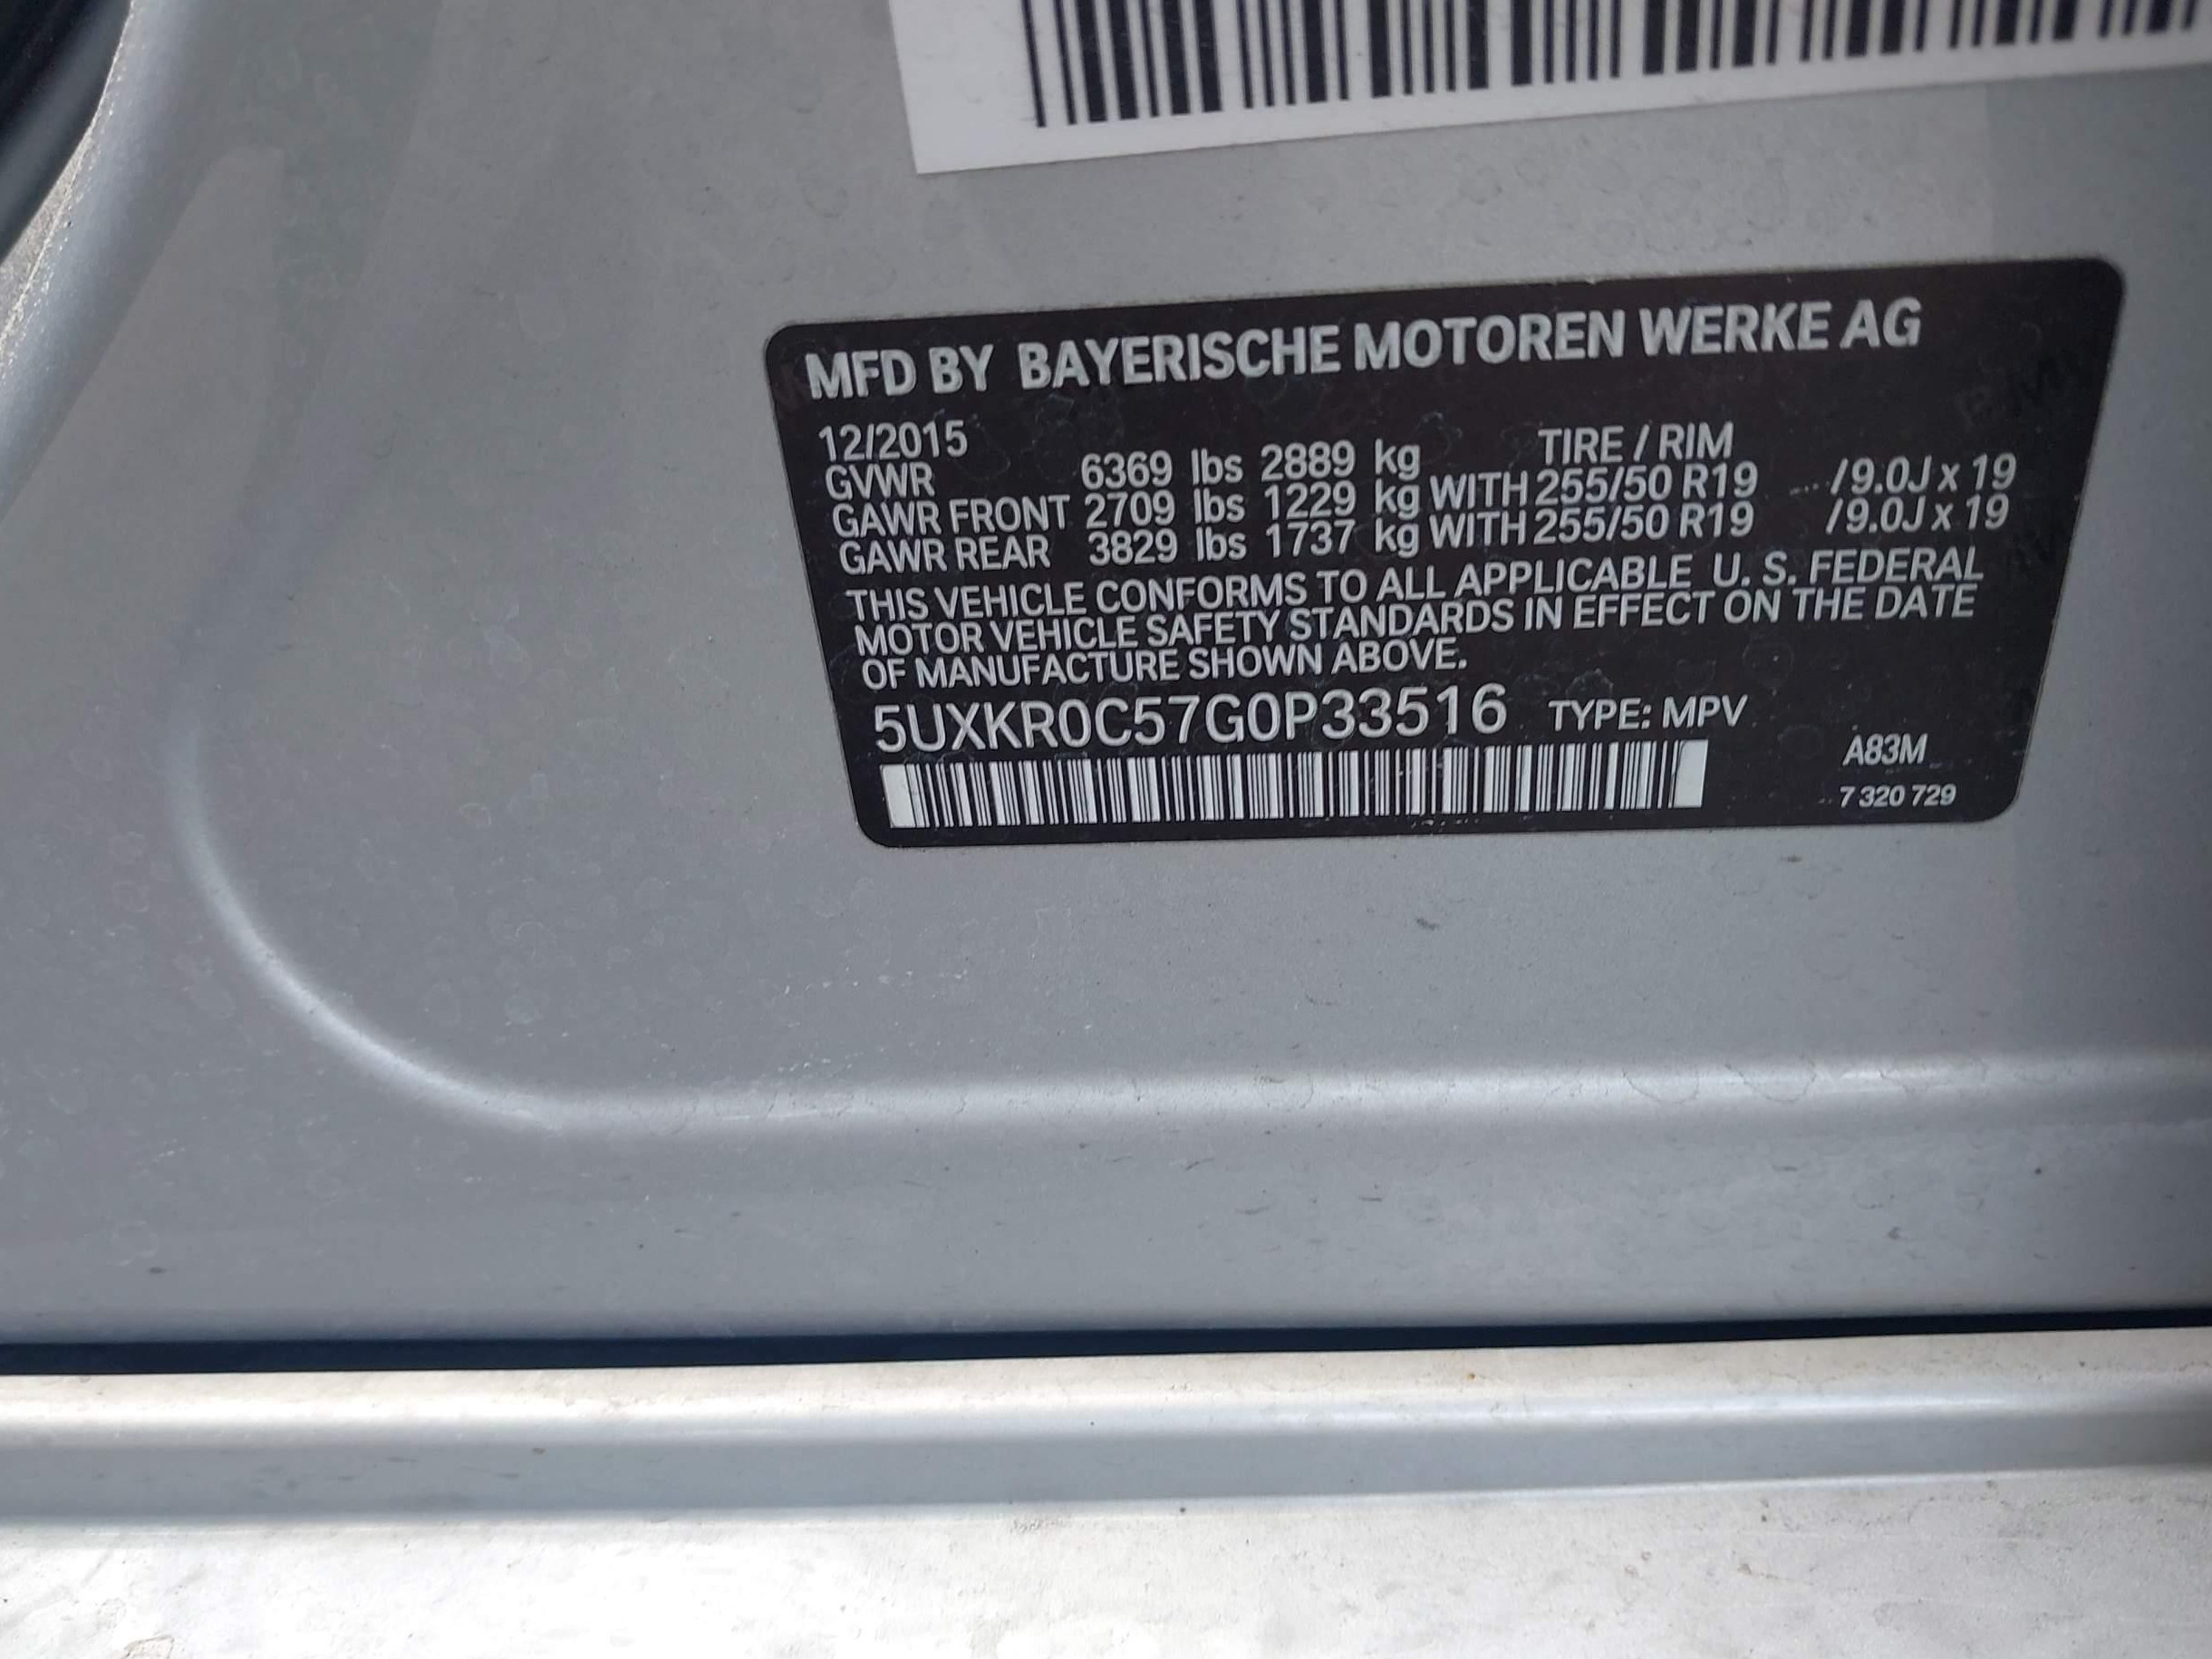 MFD BY BAYERISCHE MOTOREN WERKE AG
12/2015 TIRE / RIM
GVWR 6369 lbs 2889 kg
GAWR FRONT 2709 lbs 1229 kg WITH 255/50 R19 /9.0J x 19
GAWR REAR 3829 lbs 1737 kg WITH 255/50 R19 /9.0J x 19
THIS VEHICLE CONFORMS TO ALL APPLICABLE U. S. FEDERAL
MOTOR VEHICLE SAFETY STANDARDS IN EFFECT ON THE DATE
OF MANUFACTURE SHOWN ABOVE.
5UXKR0C57G0P33516 TYPE: MPV
A83M
7 320 729